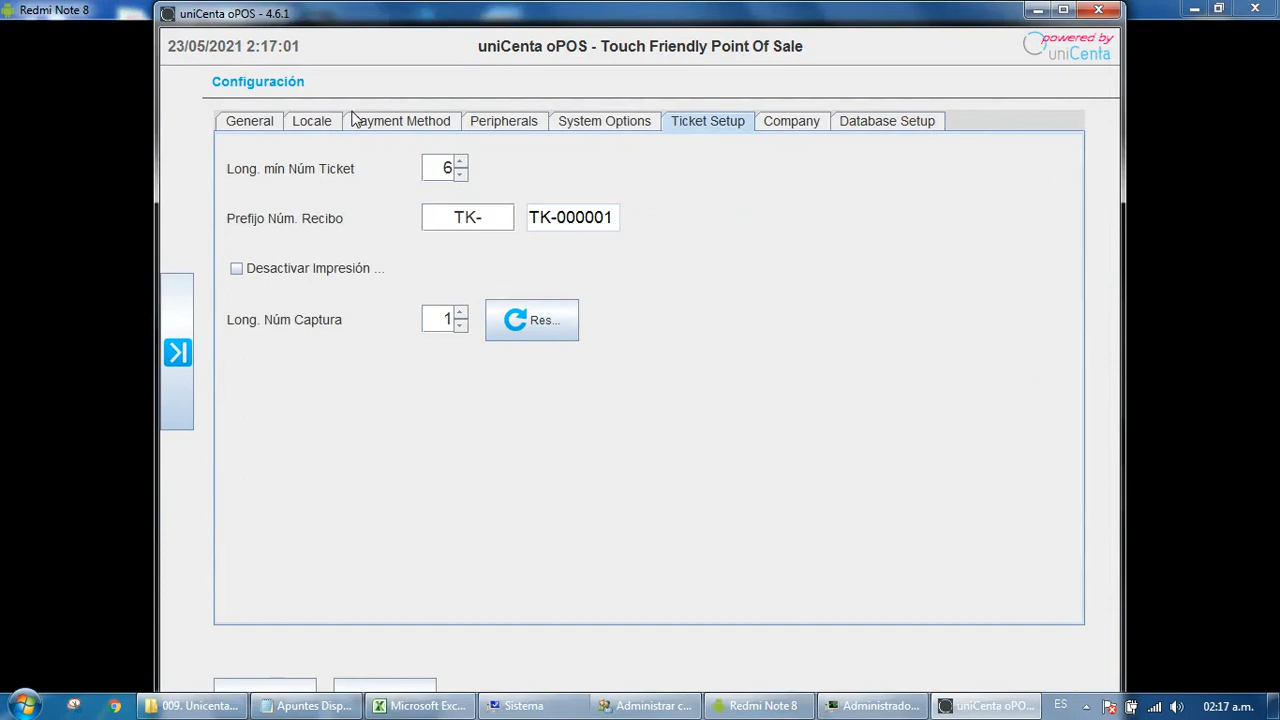 Redmi Note 8
uniCenta oPOS - 4.6.1
23/05/2021 2:17:01
uniCenta oPOS - Touch Friendly Point Of Sale
powered by
uniCenta
Configuración
General
Locale
Payment Method
Peripherals
System Options
Ticket Setup
Company
Database Setup
Long. mín Núm Ticket
6
Prefijo Núm. Recibo
TK-
TK-000001
Desactivar Impresión ...
Long. Núm Captura
1
Res...
009. Unicenta...
Apuntes Disp...
Microsoft Exc...
Sistema
Administrar c...
Redmi Note 8
Administrado...
uniCenta oPO...
ES
02:17 a.m.